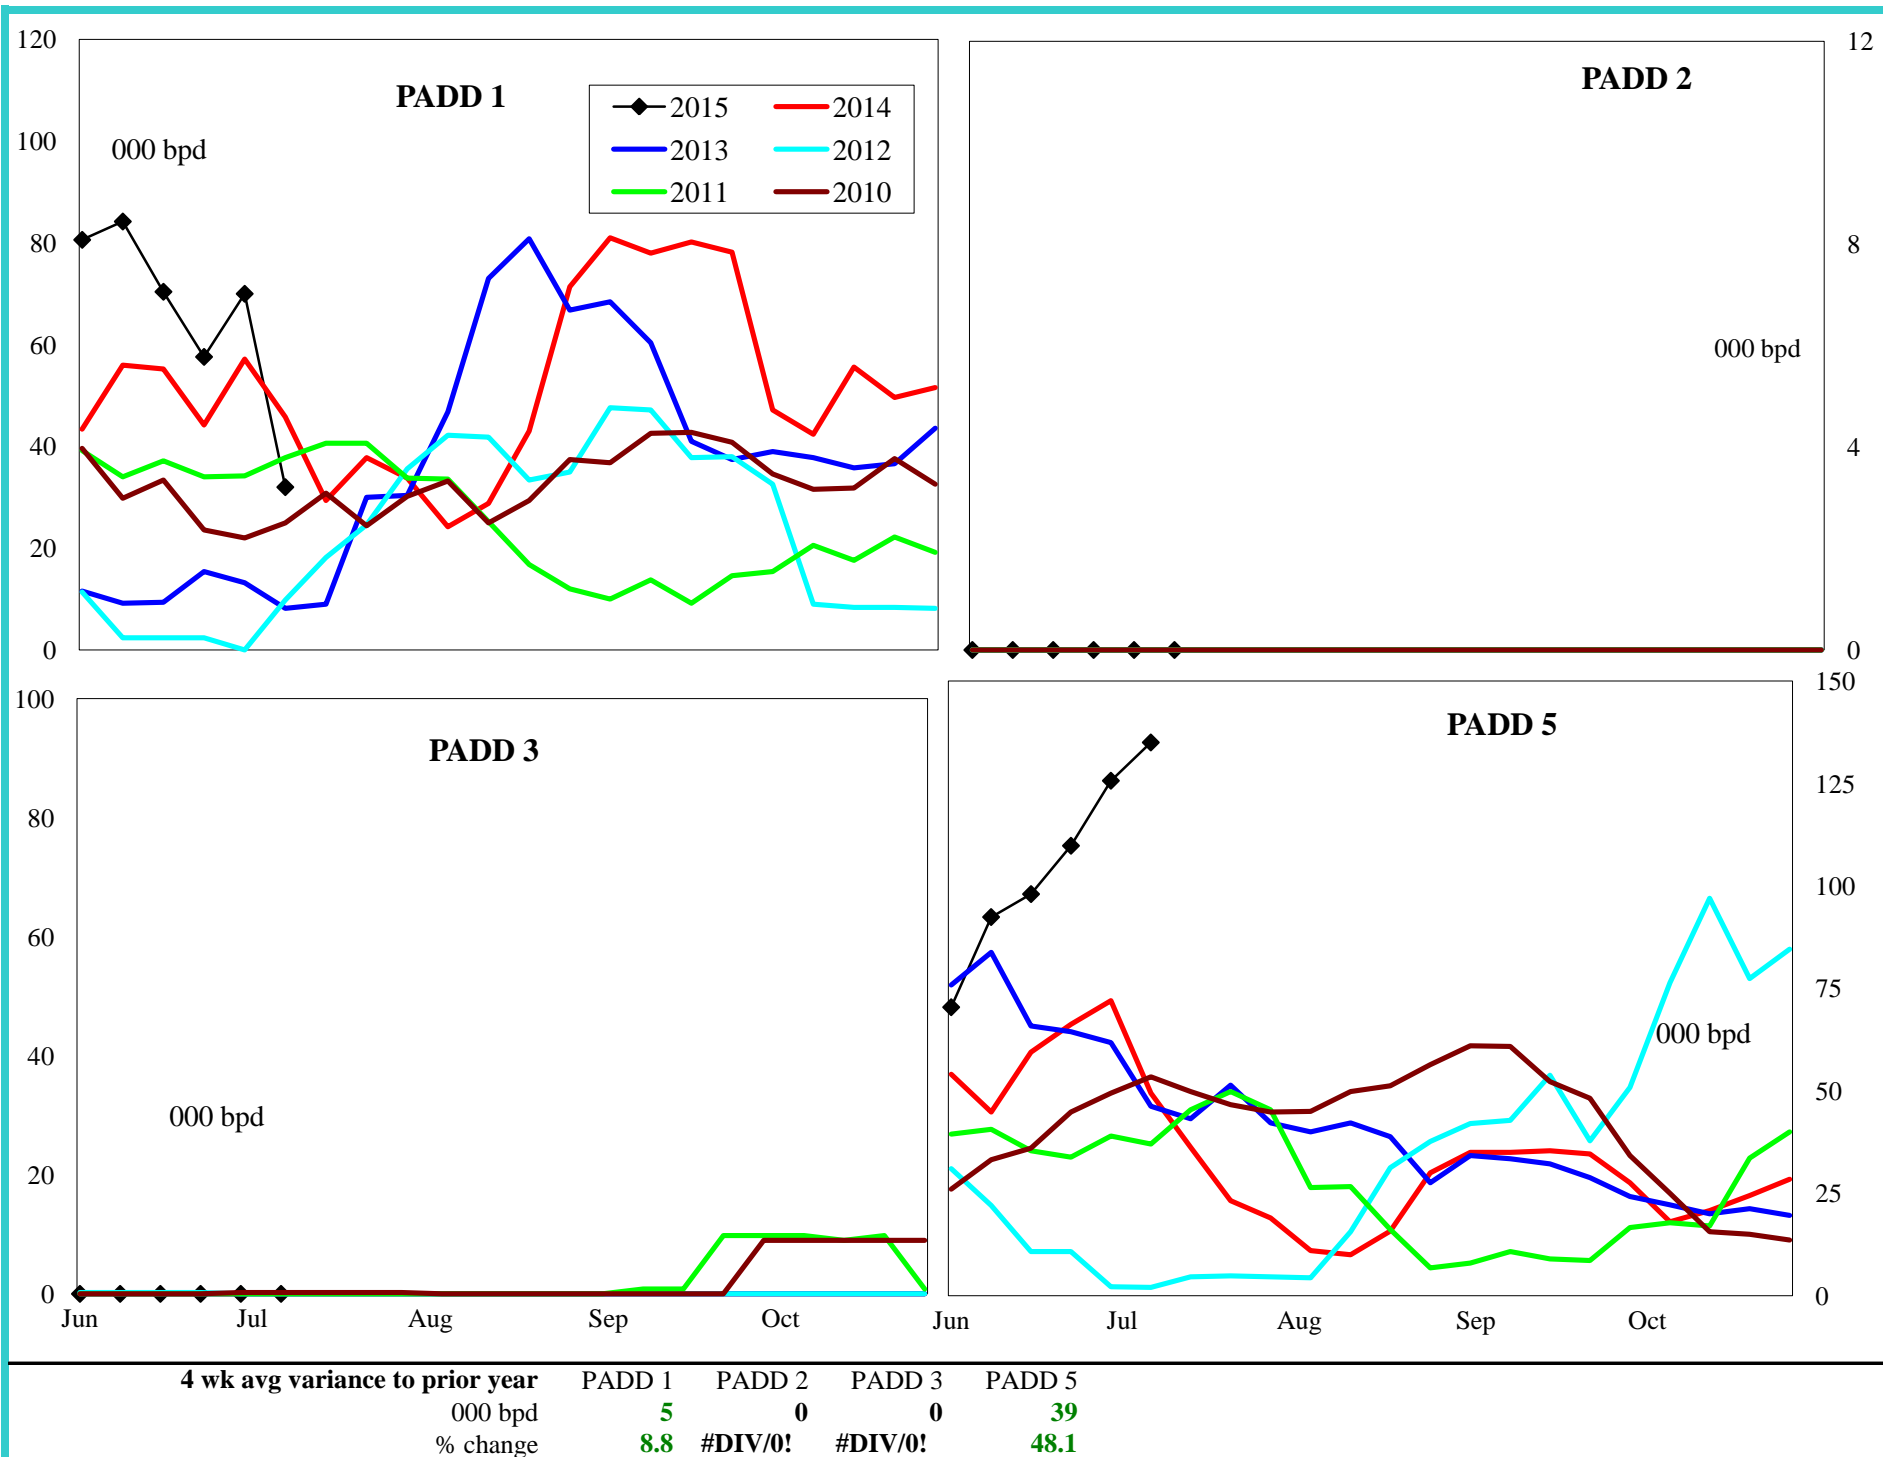 120
100
80
60
40
20
0
PADD 1
000 bpd
2015 2014
2013 2012
2011 2010
PADD 2
12
8
4
0
000 bpd
100
80
60
40
20
0
PADD 3
000 bpd
Jun Jul Aug Sep Oct
PADD 5
150
125
100
75
50
25
0
000 bpd
Jun Jul Aug Sep Oct
4 wk avg variance to prior year PADD 1 PADD 2 PADD 3 PADD 5
000 bpd 5 0 0 39
% change 8.8 #DIV/0! #DIV/0! 48.1